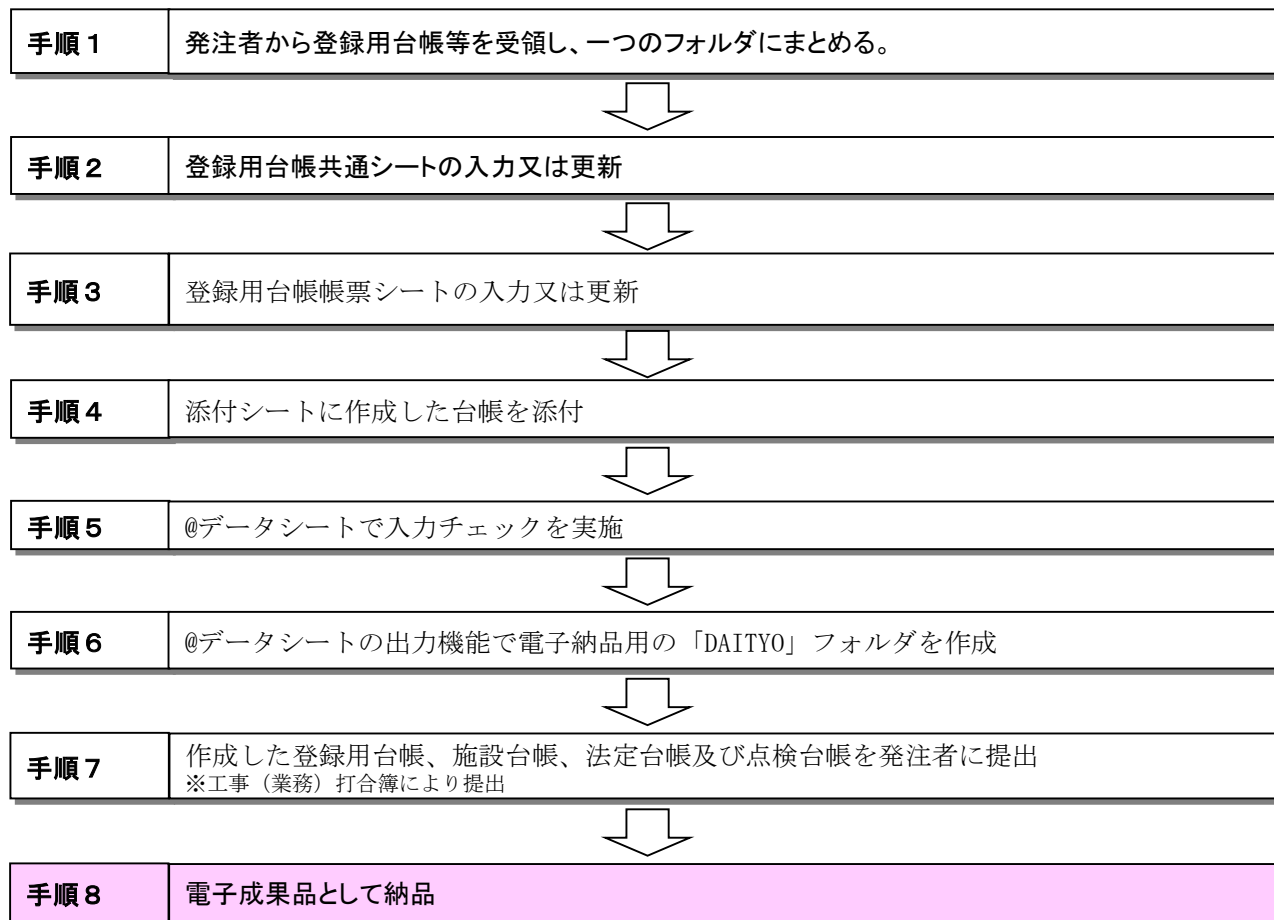 手順１ 発注者から登録用台帳等を受領し、一つのフォルダにまとめる。
手順２ 登録用台帳共通シートの入力又は更新
手順３ 登録用台帳帳票シートの入力又は更新
手順４ 添付シートに作成した台帳を添付
手順５ @データシートで入力チェックを実施
手順６ @データシートの出力機能で電子納品用の「DAITYO」フォルダを作成
手順７ 作成した登録用台帳、施設台帳、法定台帳及び点検台帳を発注者に提出
※工事（業務）打合簿により提出
手順８ 電子成果品として納品